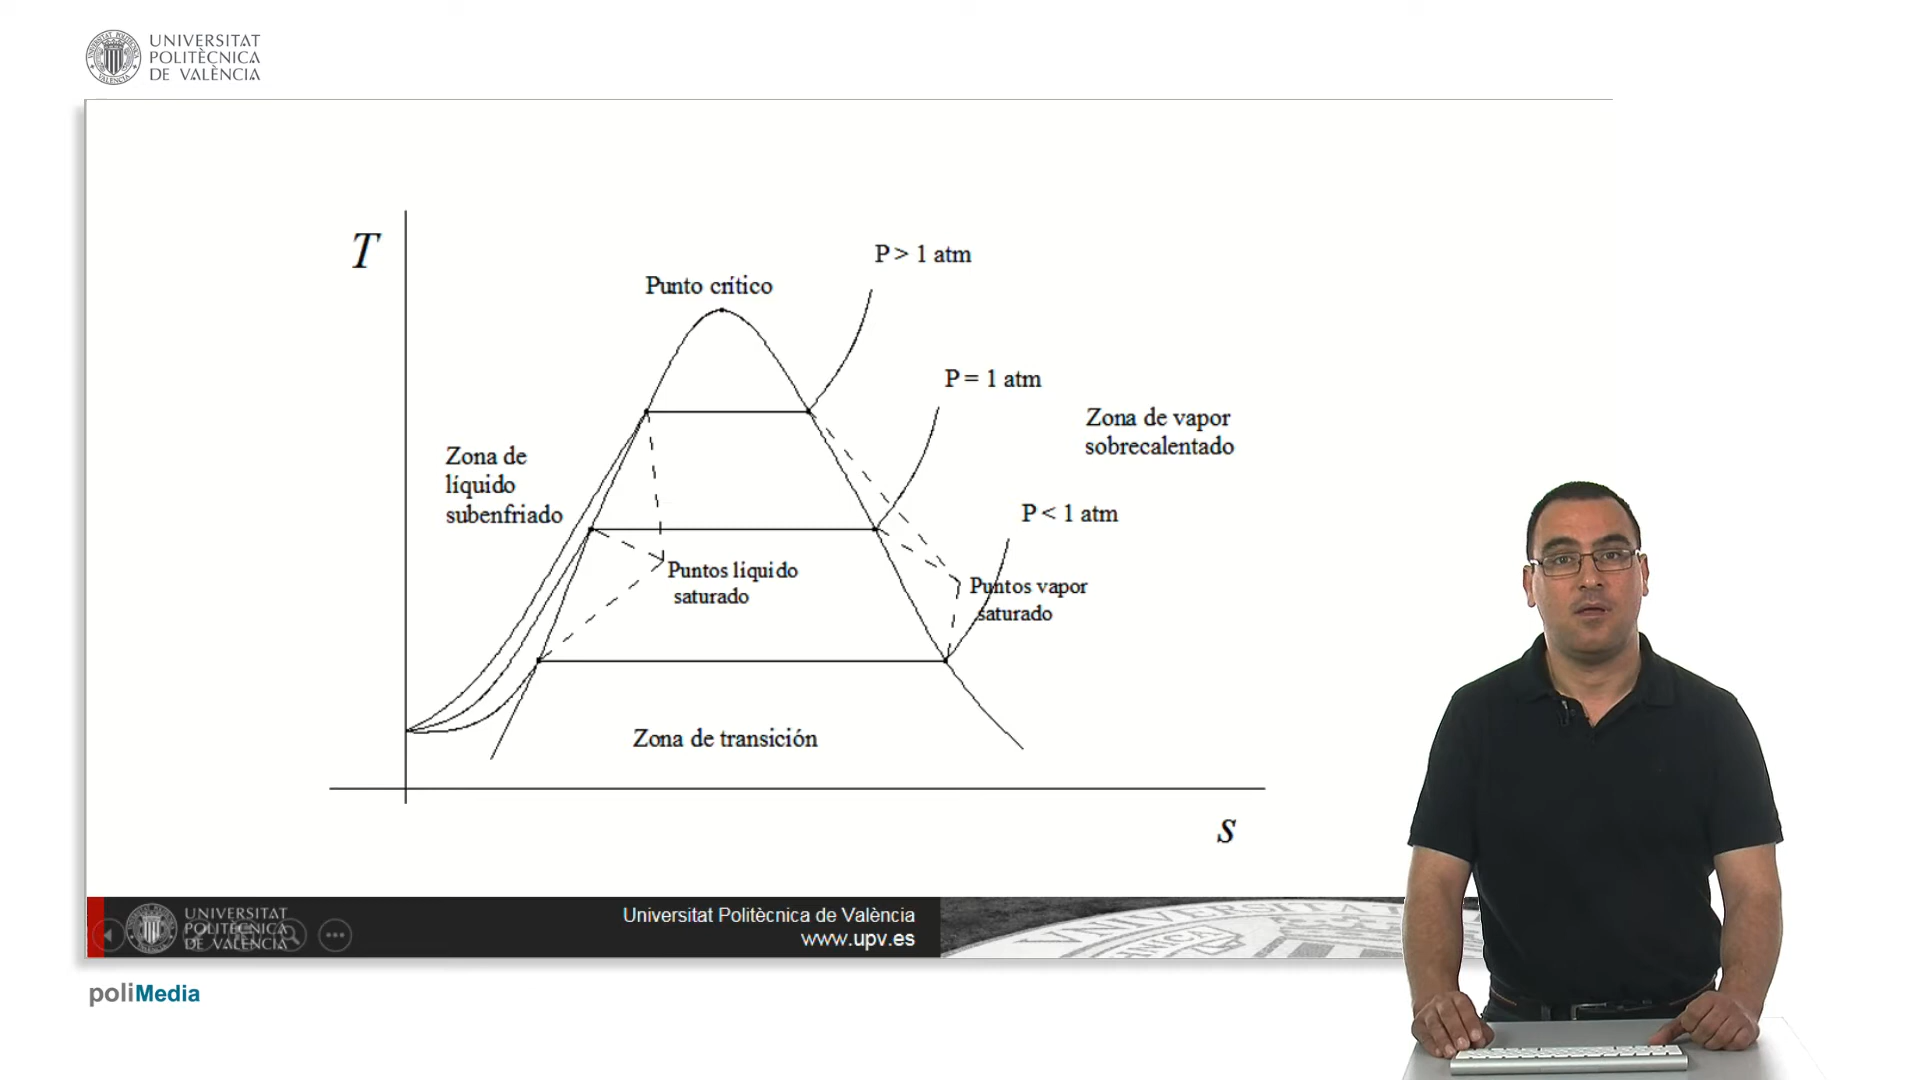 UNIVERSITAT
POLITÈCNICA
DE VALÈNCIA
T
P > 1 atm
Punto crítico
P = 1 atm
Zona de vapor
sobrecalentado
Zona de
líquido
subenfriado
P < 1 atm
Puntos líquido
saturado
Puntos vapor
saturado
Zona de transición
s
UNIVERSITAT
POLITÈCNICA
DE VALÈNCIA
Universitat Politècnica de València
www.upv.es
poliMedia